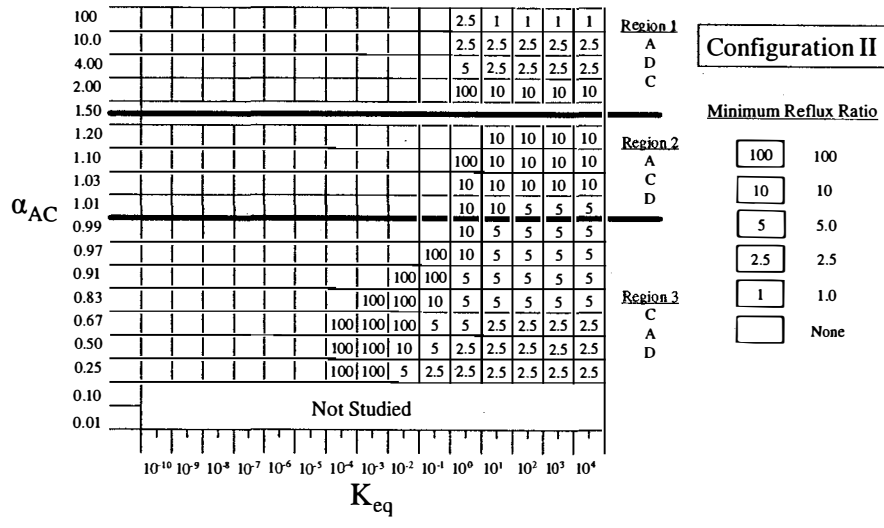 100 2.5 1 1 1 1
10.0 2.5 2.5 2.5 2.5 2.5
4.00 5 2.5 2.5 2.5 2.5
2.00 100 10 10 10 10
1.50
1.20 10 10 10 10
1.10 100 10 10 10 10
1.03 10 10 10 10 10
1.01 10 10 5 5 5
0.99 10 5 5 5 5
0.97 100 10 5 5 5 5
0.91 100 100 5 5 5 5 5
0.83 100 100 10 5 5 5 5 5
0.67 100 100 100 5 5 2.5 2.5 2.5 2.5
0.50 100 100 10 5 2.5 2.5 2.5 2.5 2.5
0.25 100 100 5 2.5 2.5 2.5 2.5 2.5 2.5
0.10
0.01
Not Studied
αAC
10⁻¹⁰ 10⁻⁹ 10⁻⁸ 10⁻⁷ 10⁻⁶ 10⁻⁵ 10⁻⁴ 10⁻³ 10⁻² 10⁻¹ 10⁰ 10¹ 10² 10³ 10⁴
Keq
Region 1
A
D
C
Region 2
A
C
D
Region 3
C
A
D
Configuration II
Minimum Reflux Ratio
100 100
10 10
5 5.0
2.5 2.5
1 1.0
None